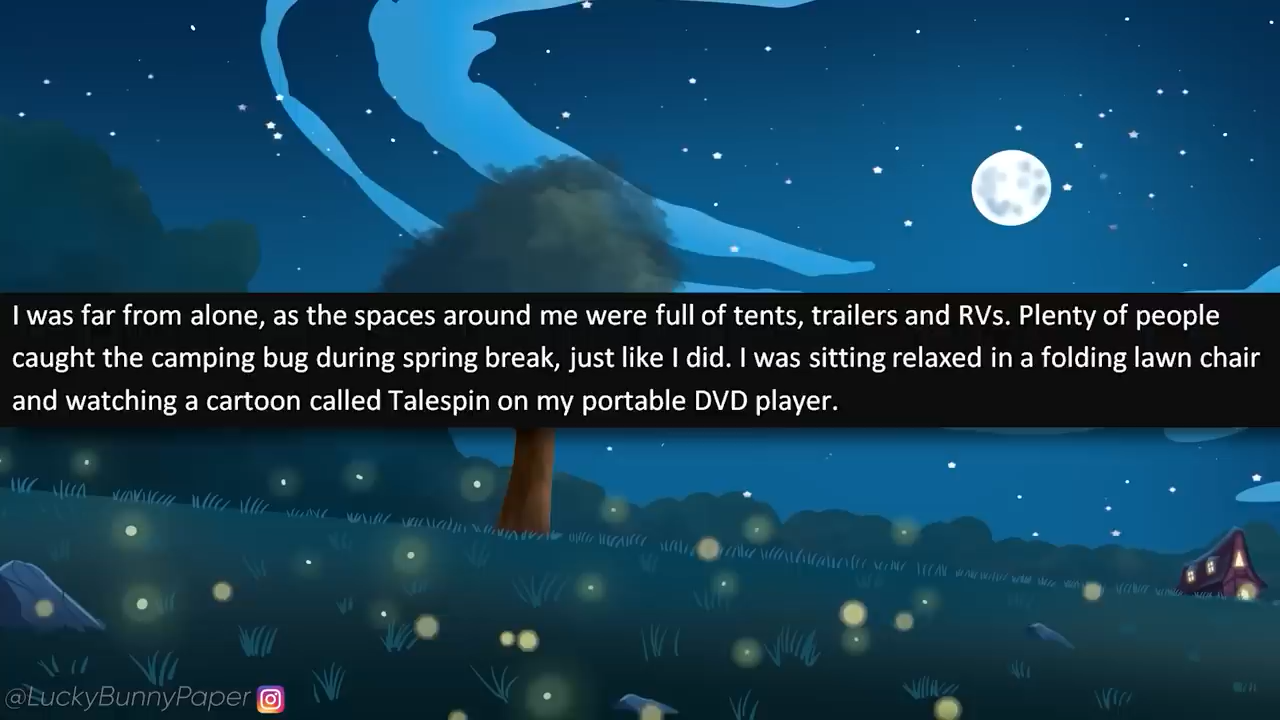 I was far from alone, as the spaces around me were full of tents, trailers and RVs. Plenty of people
caught the camping bug during spring break, just like I did. I was sitting relaxed in a folding lawn chair
and watching a cartoon called Talespin on my portable DVD player.
@LuckyBunnyPaper